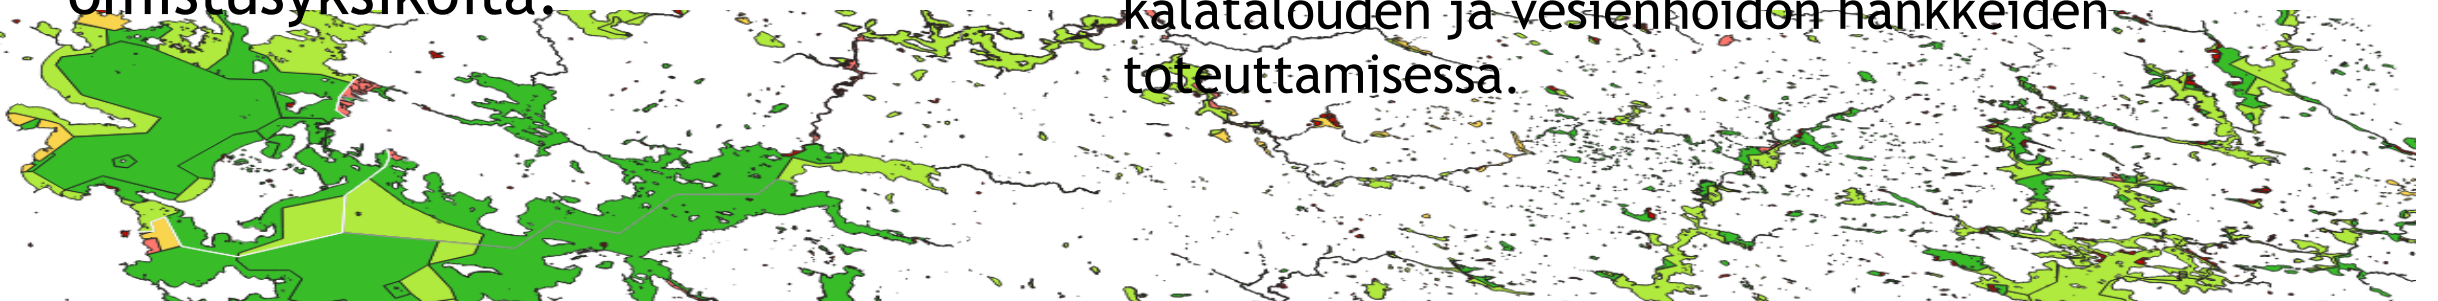 omistusyksiköitä.
kalatalouden ja vesienhoidon hankkeiden
toteuttamisessa.